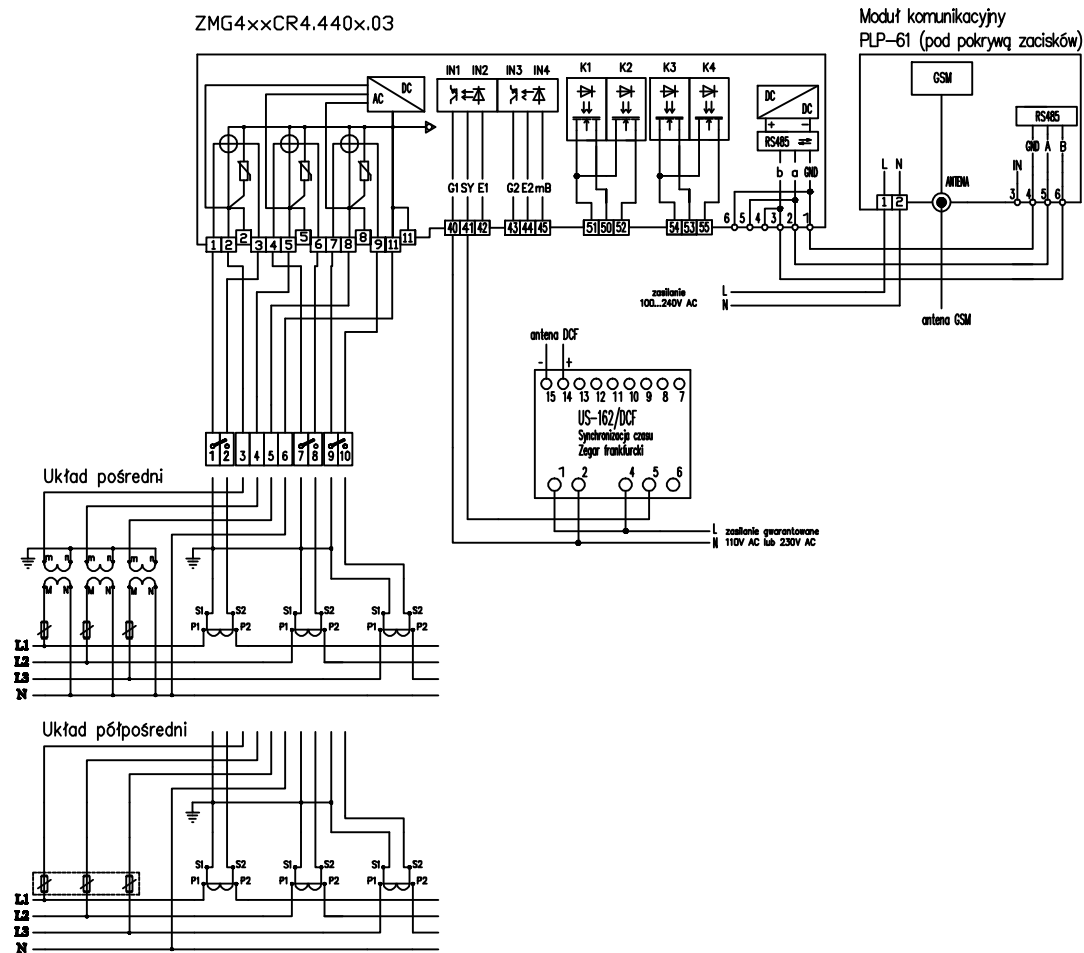 ZMG4xxCR4.440x.03
Moduł komunikacyjny
PLP-61 (pod pokrywą zacisków)
AC DC
IN1 IN2 IN3 IN4
K1 K2 K3 K4
DC DC
+ -
RS485
b a GND
GSM
RS485
GND A B
L N IN
ANTENA
G1 SY E1 G2 E2 mB
1 2 2 3 4 5 5 6 7 8 8 9 11 11
40 41 42 43 44 45 51 50 52 54 53 55
6 5 4 3 2 1
1 2 3 4 5 6
zasilanie
100...240V AC
L
N
antena GSM
antena DCF
- +
15 14 13 12 11 10 9 8 7
US-162/DCF
Synchronizacja czasu
Zegar frankfurcki
1 2 4 5 6
L zasilanie gwarantowane
N 110V AC lub 230V AC
1 2 3 4 5 6 7 8 9 10
Układ pośredni
m n m n m n
M N M N M N
S1 S2 S1 S2 S1 S2
P1 P2 P1 P2 P1 P2
L1
L2
L3
N
Układ półpośredni
S1 S2 S1 S2 S1 S2
P1 P2 P1 P2 P1 P2
L1
L2
L3
N